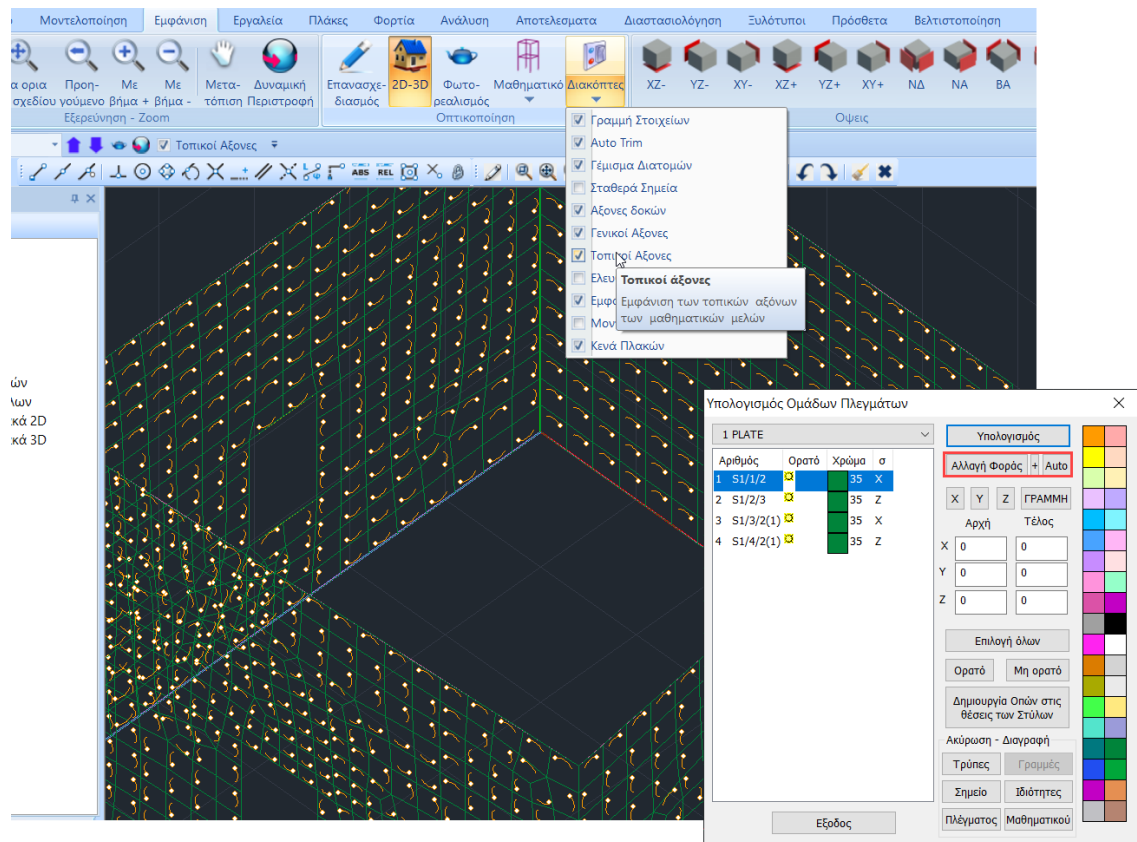 Μοντελοποίηση Εμφάνιση Εργαλεία Πλάκες Φορτία Ανάλυση Αποτελεσματα Διαστασιολόγηση Ξυλότυποι Πρόσθετα Βελτιστοποίηση
α ορια Προη- Με Με Μετα- Δυναμική Επανασχε- 2D-3D Φωτο- Μαθηματικό Διακόπτες XZ- YZ- XY- XZ+ YZ+ XY+ ΝΔ ΝΑ ΒΑ
σχεδίου γούμενο βήμα + βήμα - τόπιση Περιστροφή διασμός ρεαλισμός
Εξερεύνηση - Zoom Οπτικοποίηση Όψεις
Τοπικοί Αξονες
ABS REL
Γραμμή Στοιχείων
Auto Trim
Γέμισμα Διατομών
Σταθερά Σημεία
Αξονες δοκών
Γενικοί Αξονες
Τοπικοί Αξονες
Ελευ
Εμφ
Μον
Κενά Πλακών
Τοπικοί άξονες
Εμφάνιση των τοπικών αξόνων
των μαθηματικών μελών
ών
λων
κά 2D
κά 3D
Υπολογισμός Ομάδων Πλεγμάτων
1 PLATE
Αριθμός Ορατό Χρώμα σ
1 S1/1/2 35 X
2 S1/2/3 35 Z
3 S1/3/2(1) 35 X
4 S1/4/2(1) 35 Z
Υπολογισμός
Αλλαγή Φοράς + Auto
X Y Z ΓΡΑΜΜΗ
Αρχή Τέλος
X 0 0
Y 0 0
Z 0 0
Επιλογή όλων
Ορατό Μη ορατό
Δημιουργία Οπών στις
θέσεις των Στύλων
Ακύρωση - Διαγραφή
Τρύπες Γραμμές
Σημείο Ιδιότητες
Πλέγματος Μαθηματικού
Εξοδος